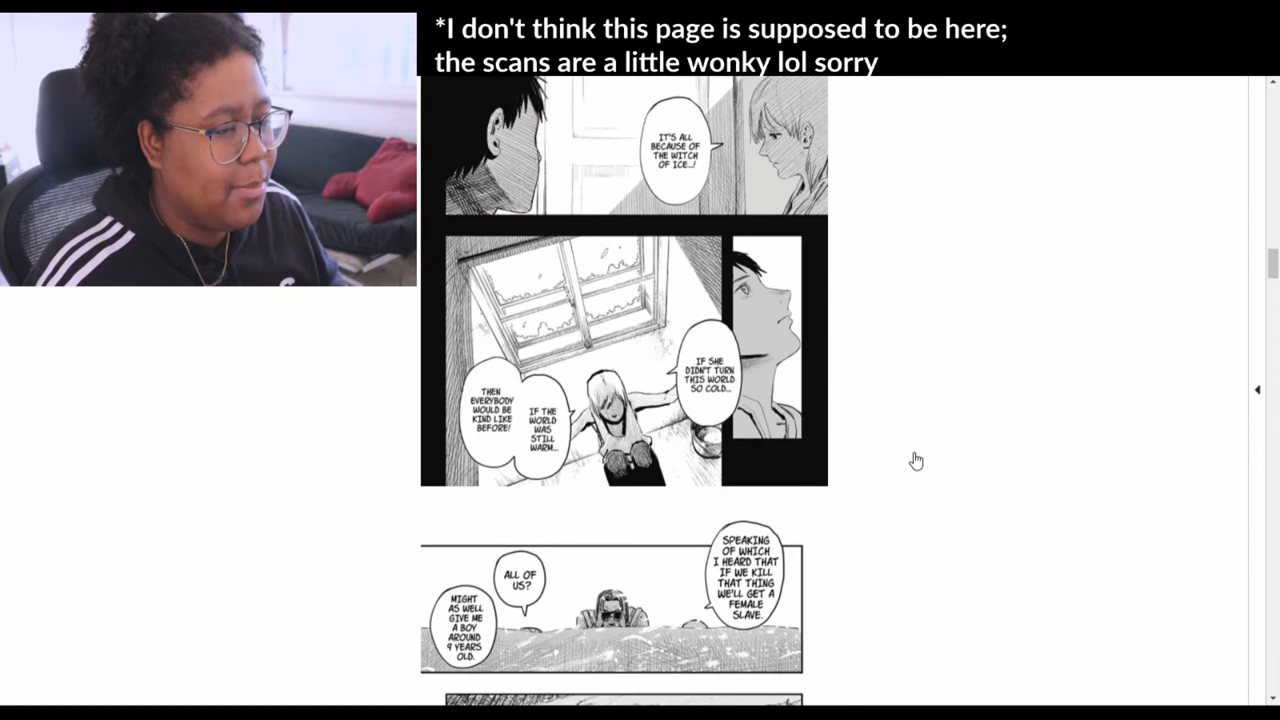 *I don't think this page is supposed to be here;
the scans are a little wonky lol sorry
IT'S ALL
BECAUSE OF
THE WITCH
OF ICE...!
IF SHE
DIDN'T TURN
THIS WORLD
SO COLD...
IF THE
WORLD
WAS
STILL
WARM...
THEN
EVERYBODY
WOULD BE
KIND LIKE
BEFORE!
SPEAKING
OF WHICH
I HEARD THAT
IF WE KILL
THAT THING
WE'LL GET A
FEMALE
SLAVE.
ALL OF
US?
MIGHT
AS WELL
GIVE ME
A BOY
AROUND
9 YEARS
OLD.